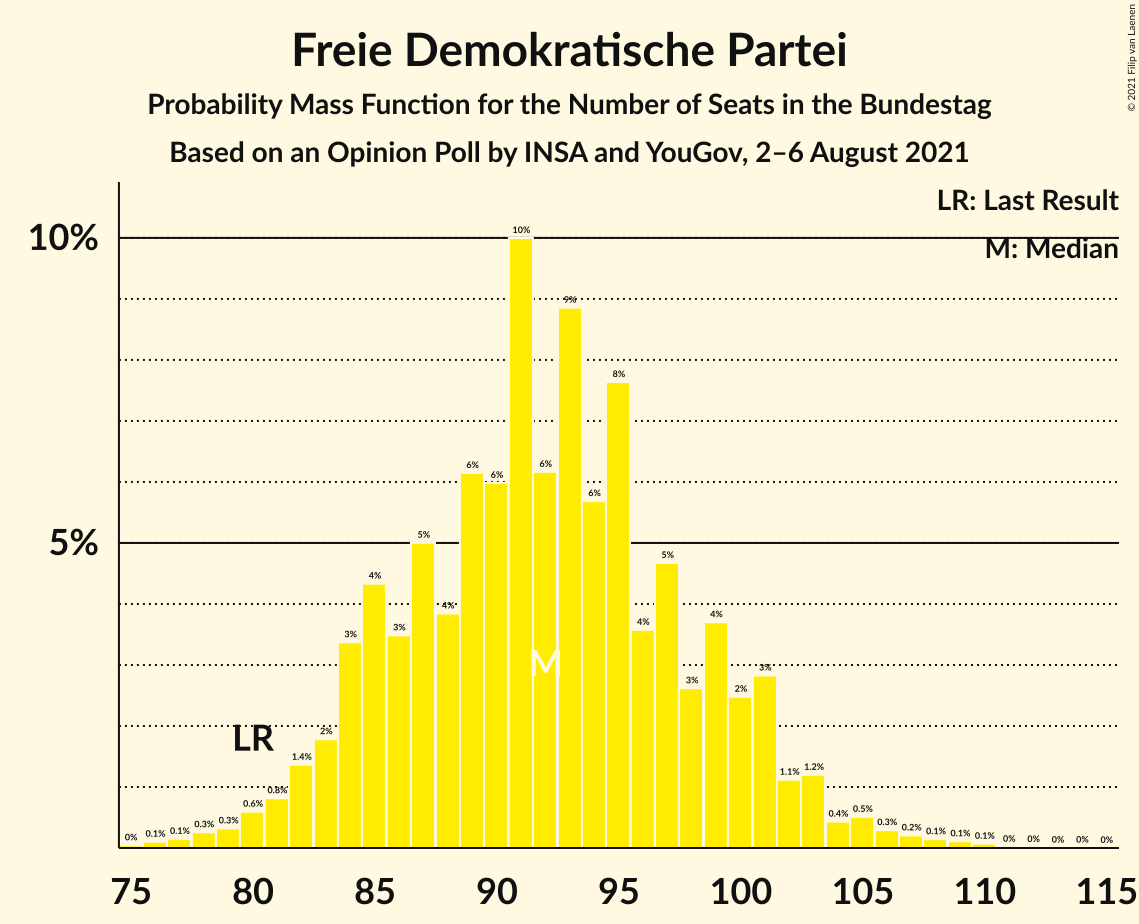 Freie Demokratische Partei
Probability Mass Function for the Number of Seats in the Bundestag
Based on an Opinion Poll by INSA and YouGov, 2–6 August 2021
© 2021 Filip van Laenen
LR: Last Result
M: Median
10%
5%
0% 0.1% 0.1% 0.3% 0.3% 0.6% 0.8% 1.4% 2% 3% 4% 3% 5% 4% 6% 6% 10% 6% 9% 6% 8% 4% 5% 3% 4% 2% 3% 1.1% 1.2% 0.4% 0.5% 0.3% 0.2% 0.1% 0.1% 0.1% 0% 0% 0% 0% 0%
LR
M
75 80 85 90 95 100 105 110 115